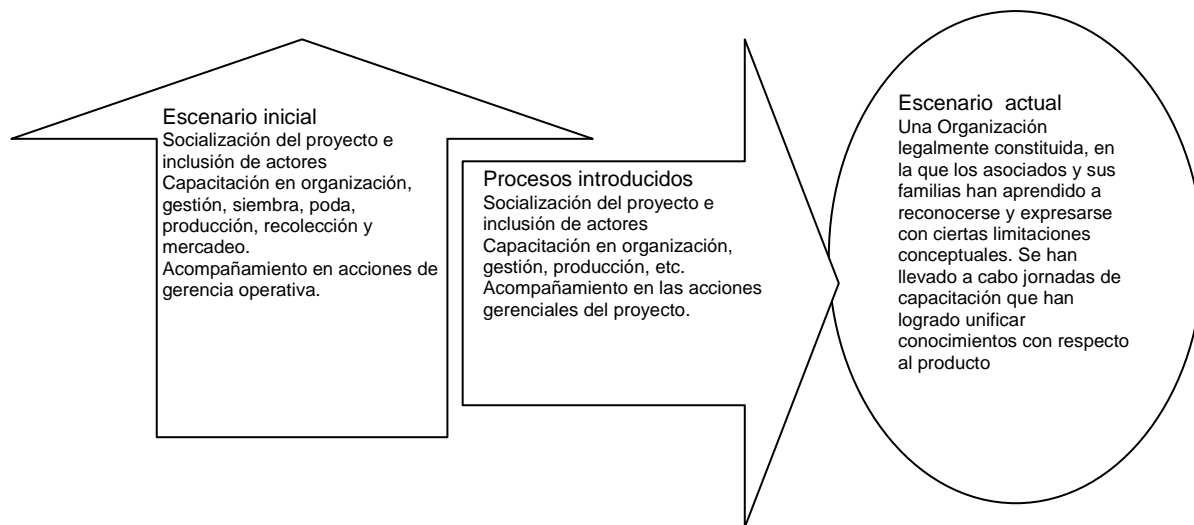 Escenario inicial
Socialización del proyecto e
inclusión de actores
Capacitación en organización,
gestión, siembra, poda,
producción, recolección y
mercadeo.
Acompañamiento en acciones de
gerencia operativa.
Procesos introducidos
Socialización del proyecto e
inclusión de actores
Capacitación en organización,
gestión, producción, etc.
Acompañamiento en las acciones
gerenciales del proyecto.
Escenario actual
Una Organización
legalmente constituida, en
la que los asociados y sus
familias han aprendido a
reconocerse y expresarse
con ciertas limitaciones
conceptuales. Se han
llevado a cabo jornadas de
capacitación que han
logrado unificar
conocimientos con respecto
al producto